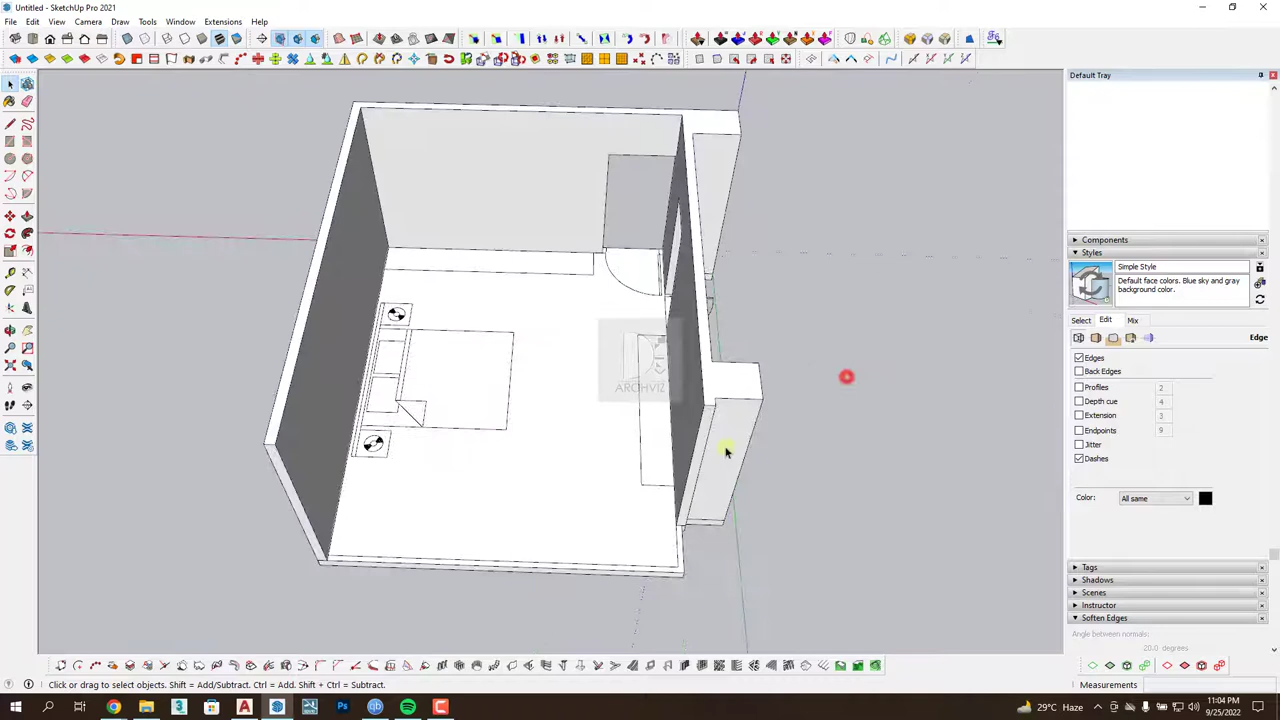 Untitled - SketchUp Pro 2021
File Edit View Camera Draw Tools Window Extensions Help
Default Tray
Components
Styles
Simple Style
Default face colors. Blue sky and gray
background color.
Select Edit Mix
Edge
Edges
Back Edges
Profiles 2
Depth cue 4
Extension 3
Endpoints 9
Jitter
Dashes
Color: All same
Tags
Shadows
Scenes
Instructor
Soften Edges
Angle between normals:
20.0 degrees
ARCHVIZ
Click or drag to select objects. Shift = Add/Subtract. Ctrl = Add. Shift + Ctrl = Subtract.
Measurements
29°C Haze
11:04 PM
9/25/2022